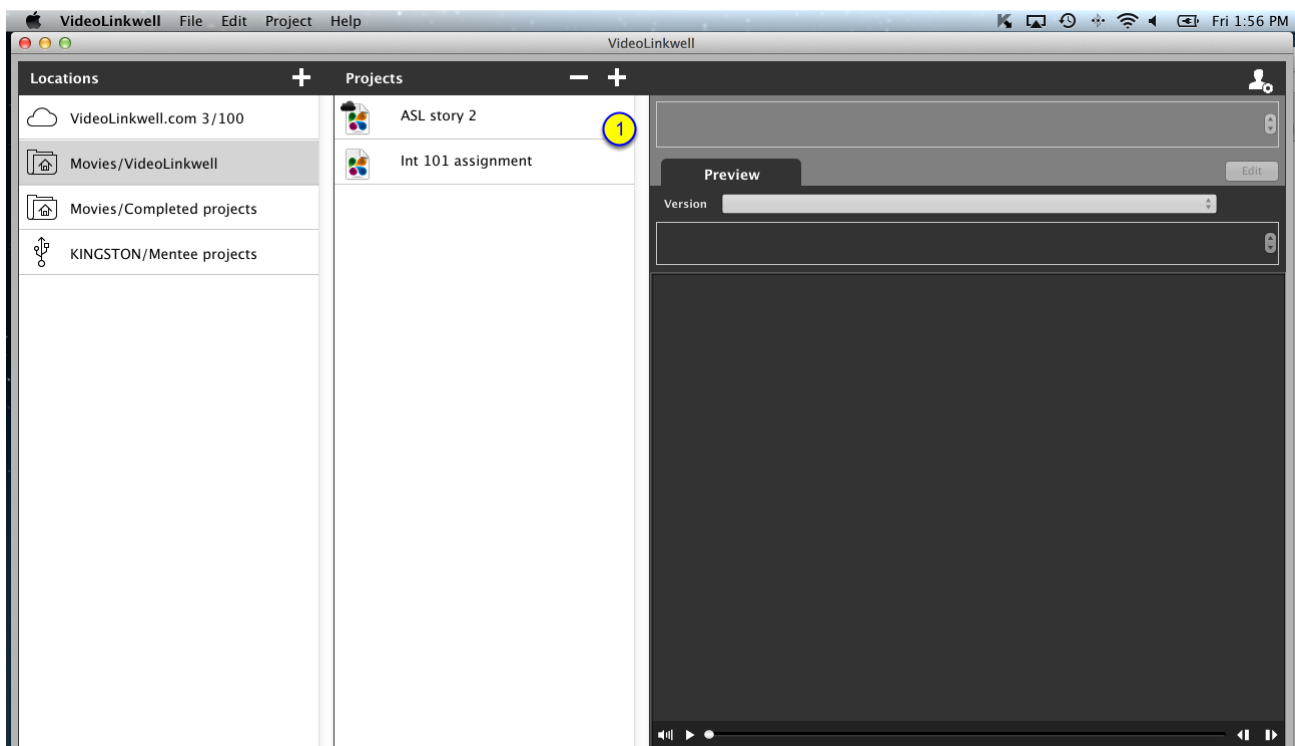 VideoLinkwell File Edit Project Help Fri 1:56 PM
VideoLinkwell
Locations
Projects
VideoLinkwell.com 3/100
Movies/VideoLinkwell
Movies/Completed projects
KINGSTON/Mentee projects
ASL story 2
1
Int 101 assignment
Preview
Edit
Version